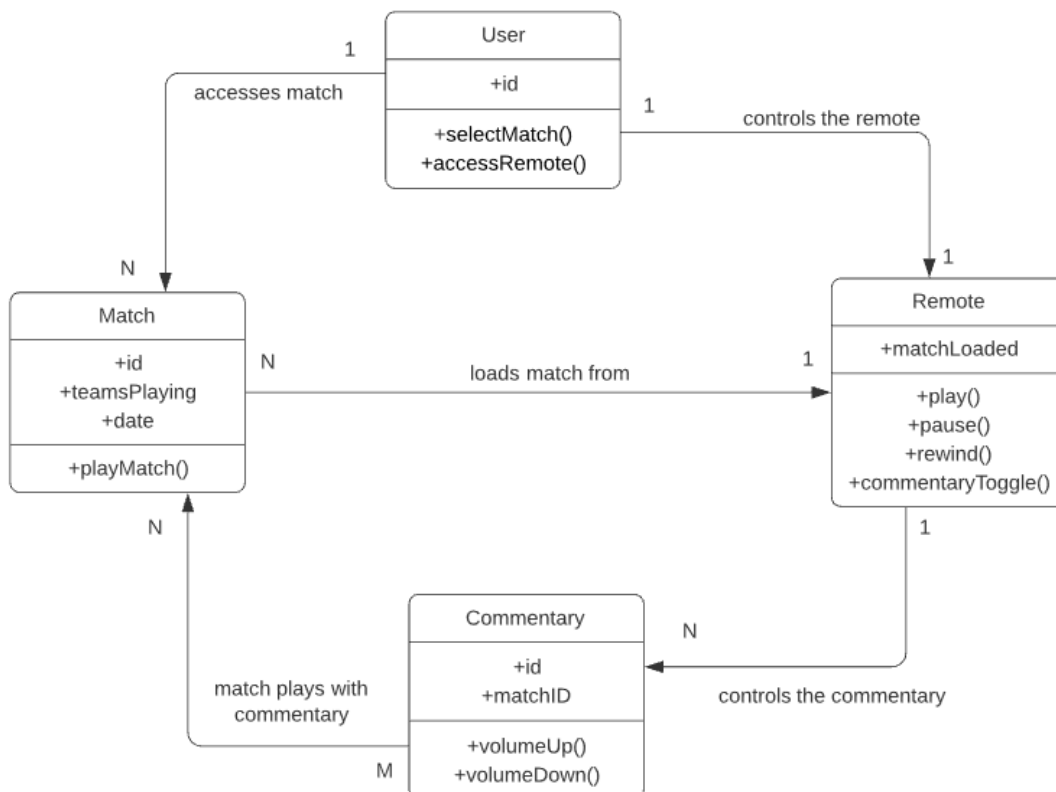 User
+id
+selectMatch()
+accessRemote()
1
accesses match
N
1
controls the remote
1
Match
+id
+teamsPlaying
+date
+playMatch()
N
loads match from
1
Remote
+matchLoaded
+play()
+pause()
+rewind()
+commentaryToggle()
N
1
Commentary
+id
+matchID
+volumeUp()
+volumeDown()
N
controls the commentary
match plays with
commentary
M